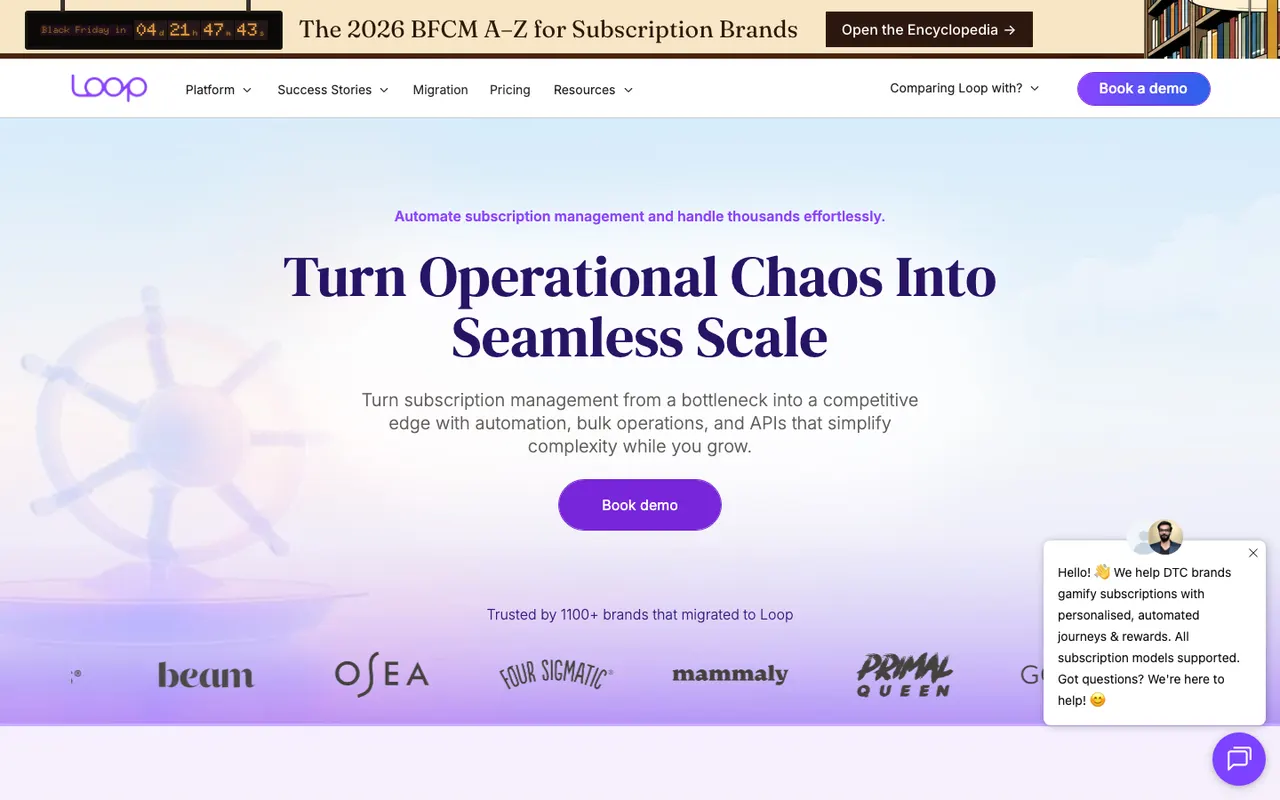 Black Friday in 04d 21h 47m 43s
The 2026 BFCM A–Z for Subscription Brands
Open the Encyclopedia →
Loop
Platform
Success Stories
Migration
Pricing
Resources
Comparing Loop with?
Book a demo
Automate subscription management and handle thousands effortlessly.
Turn Operational Chaos Into
Seamless Scale
Turn subscription management from a bottleneck into a competitive
edge with automation, bulk operations, and APIs that simplify
complexity while you grow.
Book demo
Trusted by 1100+ brands that migrated to Loop
beam
OSEA
FOUR SIGMATIC®
mammaly
PRIMAL
QUEEN
Hello! 👋 We help DTC brands
gamify subscriptions with
personalised, automated
journeys & rewards. All
subscription models supported.
Got questions? We're here to
help! 😊